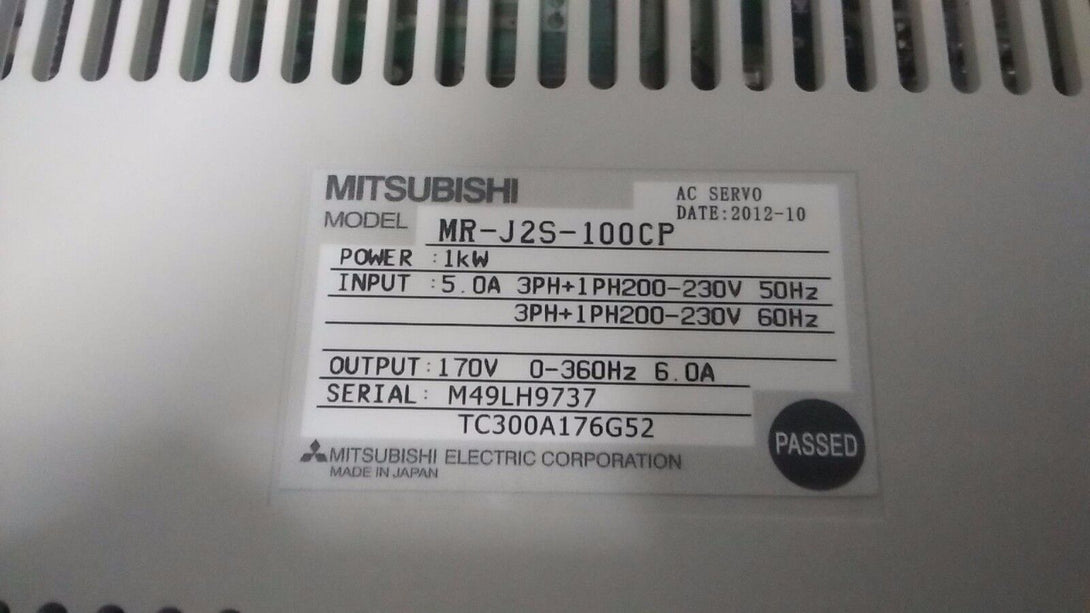 MITSUBISHI
AC SERVO
DATE:2012-10
MODEL MR-J2S-100CP
POWER :1kW
INPUT :5.0A 3PH+1PH200-230V 50Hz
3PH+1PH200-230V 60Hz
OUTPUT:170V 0-360Hz 6.0A
SERIAL: M49LH9737
TC300A176G52
PASSED
MITSUBISHI ELECTRIC CORPORATION
MADE IN JAPAN